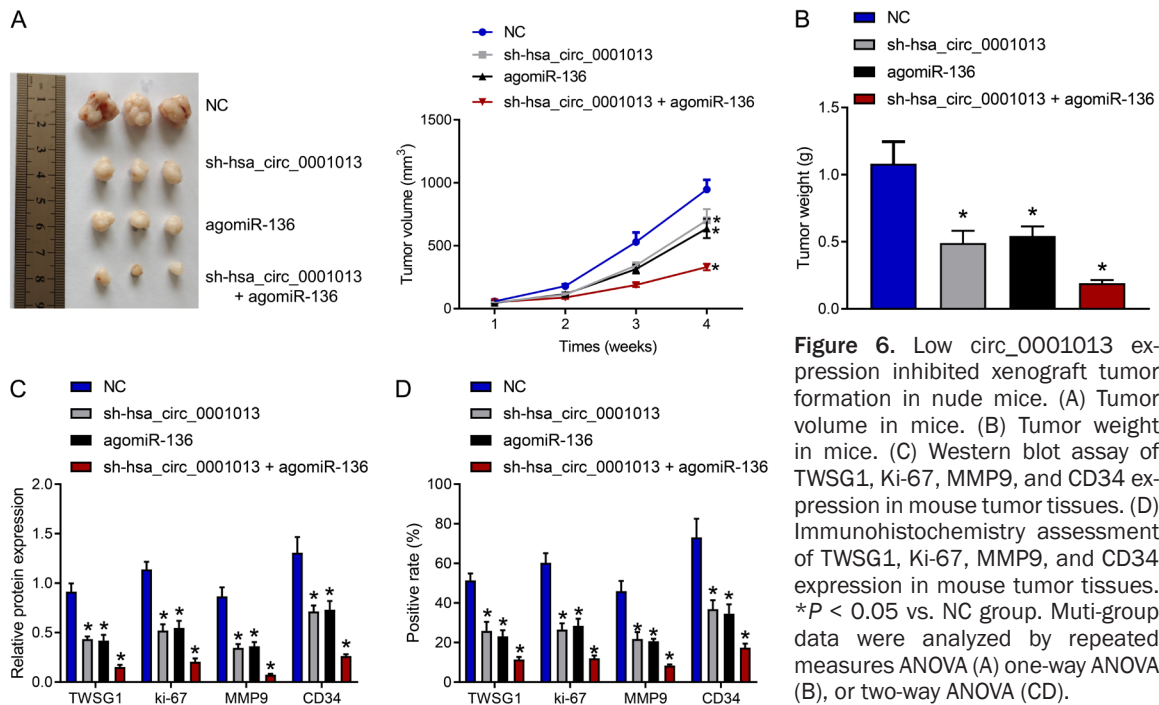 A
NC
sh-hsa_circ_0001013
agomiR-136
sh-hsa_circ_0001013
+ agomiR-136
1
2
3
4
5
6
7
8
9
NC
sh-hsa_circ_0001013
agomiR-136
sh-hsa_circ_0001013 + agomiR-136
Tumor volume (mm³)
1500
1000
500
0
*
*
*
1 2 3 4
Times (weeks)
B
NC
sh-hsa_circ_0001013
agomiR-136
sh-hsa_circ_0001013 + agomiR-136
Tumor weight (g)
1.5
1.0
0.5
0.0
* * *
C
NC
sh-hsa_circ_0001013
agomiR-136
sh-hsa_circ_0001013 + agomiR-136
Relative protein expression
2.0
1.5
1.0
0.5
0.0
* * * * * * * * * * * *
TWSG1 ki-67 MMP9 CD34
D
NC
sh-hsa_circ_0001013
agomiR-136
sh-hsa_circ_0001013 + agomiR-136
Positive rate (%)
100
80
60
40
20
0
* * * * * * * * * * * *
TWSG1 ki-67 MMP9 CD34
Figure 6. Low circ_0001013 ex-
pression inhibited xenograft tumor
formation in nude mice. (A) Tumor
volume in mice. (B) Tumor weight
in mice. (C) Western blot assay of
TWSG1, Ki-67, MMP9, and CD34 ex-
pression in mouse tumor tissues. (D)
Immunohistochemistry assessment
of TWSG1, Ki-67, MMP9, and CD34
expression in mouse tumor tissues.
*P < 0.05 vs. NC group. Muti-group
data were analyzed by repeated
measures ANOVA (A) one-way ANOVA
(B), or two-way ANOVA (CD).